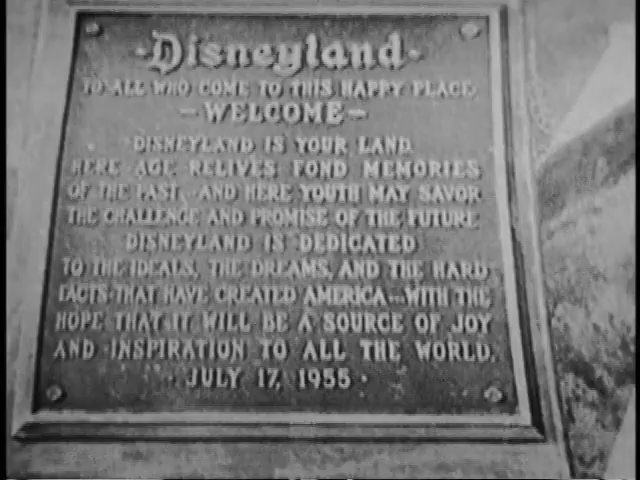 Disneyland
TO ALL WHO COME TO THIS HAPPY PLACE,
-WELCOME-
DISNEYLAND IS YOUR LAND.
HERE AGE RELIVES FOND MEMORIES
OF THE PAST, AND HERE YOUTH MAY SAVOR
THE CHALLENGE AND PROMISE OF THE FUTURE
DISNEYLAND IS DEDICATED
TO THE IDEALS, THE DREAMS, AND THE HARD
FACTS THAT HAVE CREATED AMERICA...WITH THE
HOPE THAT IT WILL BE A SOURCE OF JOY
AND INSPIRATION TO ALL THE WORLD.
· JULY 17, 1955 ·